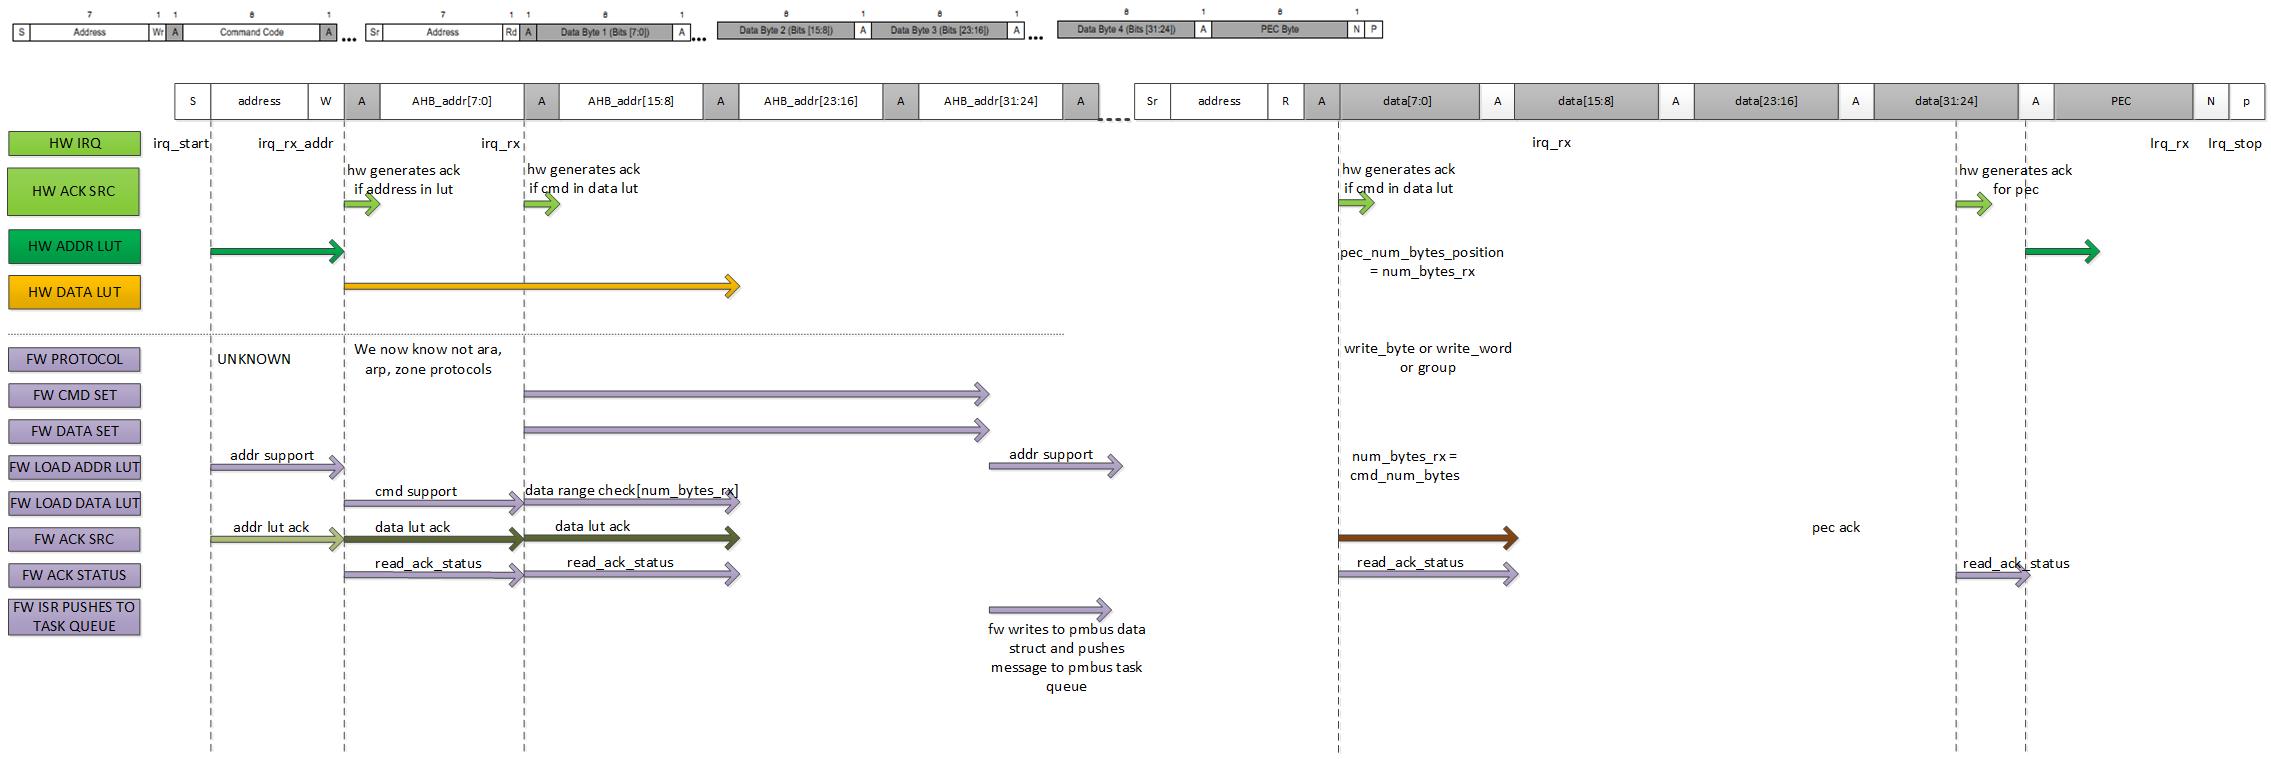 7 1 1 8 1 7 1 1 8 1 8 1 8 1 8 1 8 1
S Address Wr A Command Code A ... Sr Address Rd A Data Byte 1 (Bits [7:0]) A ... Data Byte 2 (Bits [15:8]) A Data Byte 3 (Bits [23:16]) A ... Data Byte 4 (Bits [31:24]) A PEC Byte N P
S address W A AHB_addr[7:0] A AHB_addr[15:8] A AHB_addr[23:16] A AHB_addr[31:24] A Sr address R A data[7:0] A data[15:8] A data[23:16] A data[31:24] A PEC N p
HW IRQ irq_start irq_rx_addr irq_rx irq_rx Irq_rx Irq_stop
HW ACK SRC
hw generates ack
if address in lut
hw generates ack
if cmd in data lut
hw generates ack
if cmd in data lut
hw generates ack
for pec
HW ADDR LUT
pec_num_bytes_position
= num_bytes_rx
HW DATA LUT
FW PROTOCOL UNKNOWN
We now know not ara,
arp, zone protocols
write_byte or write_word
or group
FW CMD SET
FW DATA SET
FW LOAD ADDR LUT addr support addr support
num_bytes_rx =
cmd_num_bytes
FW LOAD DATA LUT cmd support data range check[num_bytes_rx]
FW ACK SRC addr lut ack data lut ack data lut ack pec ack
FW ACK STATUS read_ack_status read_ack_status read_ack_status read_ack_status
FW ISR PUSHES TO
TASK QUEUE
fw writes to pmbus data
struct and pushes
message to pmbus task
queue